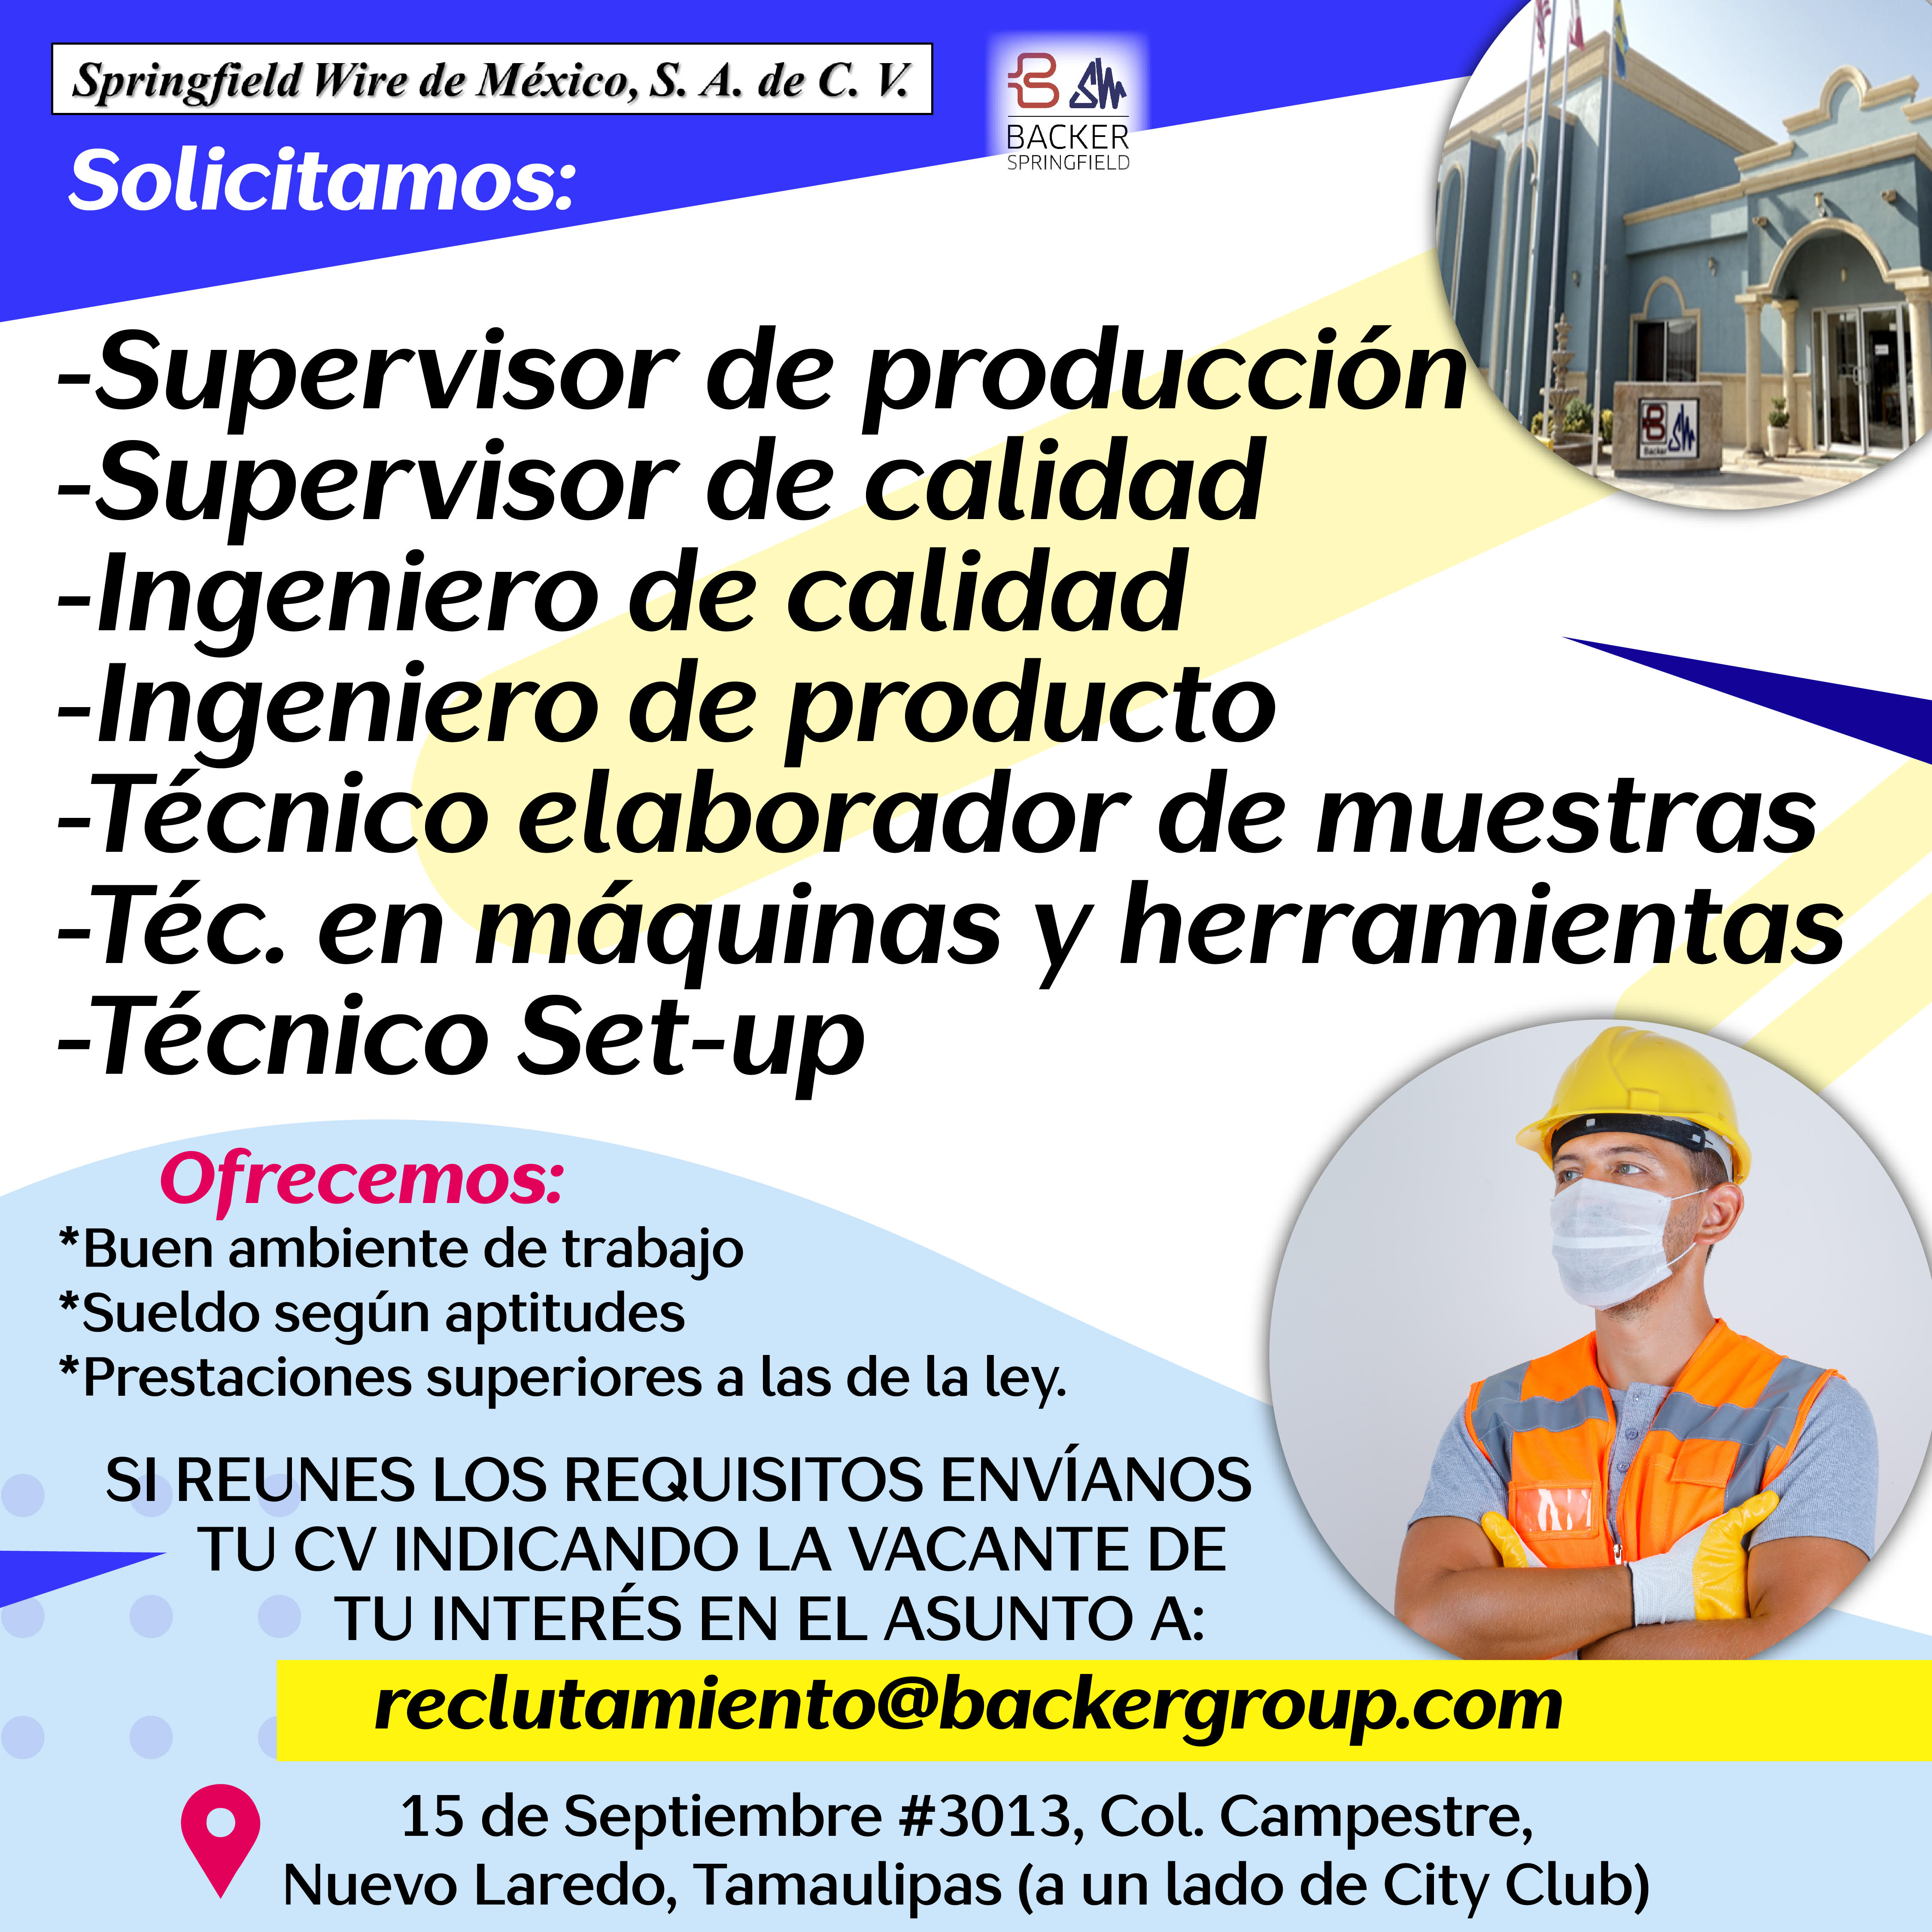 Springfield Wire de México, S. A. de C. V.
BACKER
SPRINGFIELD
Solicitamos:
-Supervisor de producción
-Supervisor de calidad
-Ingeniero de calidad
-Ingeniero de producto
-Técnico elaborador de muestras
-Téc. en máquinas y herramientas
-Técnico Set-up
Backer
Ofrecemos:
*Buen ambiente de trabajo
*Sueldo según aptitudes
*Prestaciones superiores a las de la ley.
SI REUNES LOS REQUISITOS ENVÍANOS
TU CV INDICANDO LA VACANTE DE
TU INTERÉS EN EL ASUNTO A:
reclutamiento@backergroup.com
15 de Septiembre #3013, Col. Campestre,
Nuevo Laredo, Tamaulipas (a un lado de City Club)